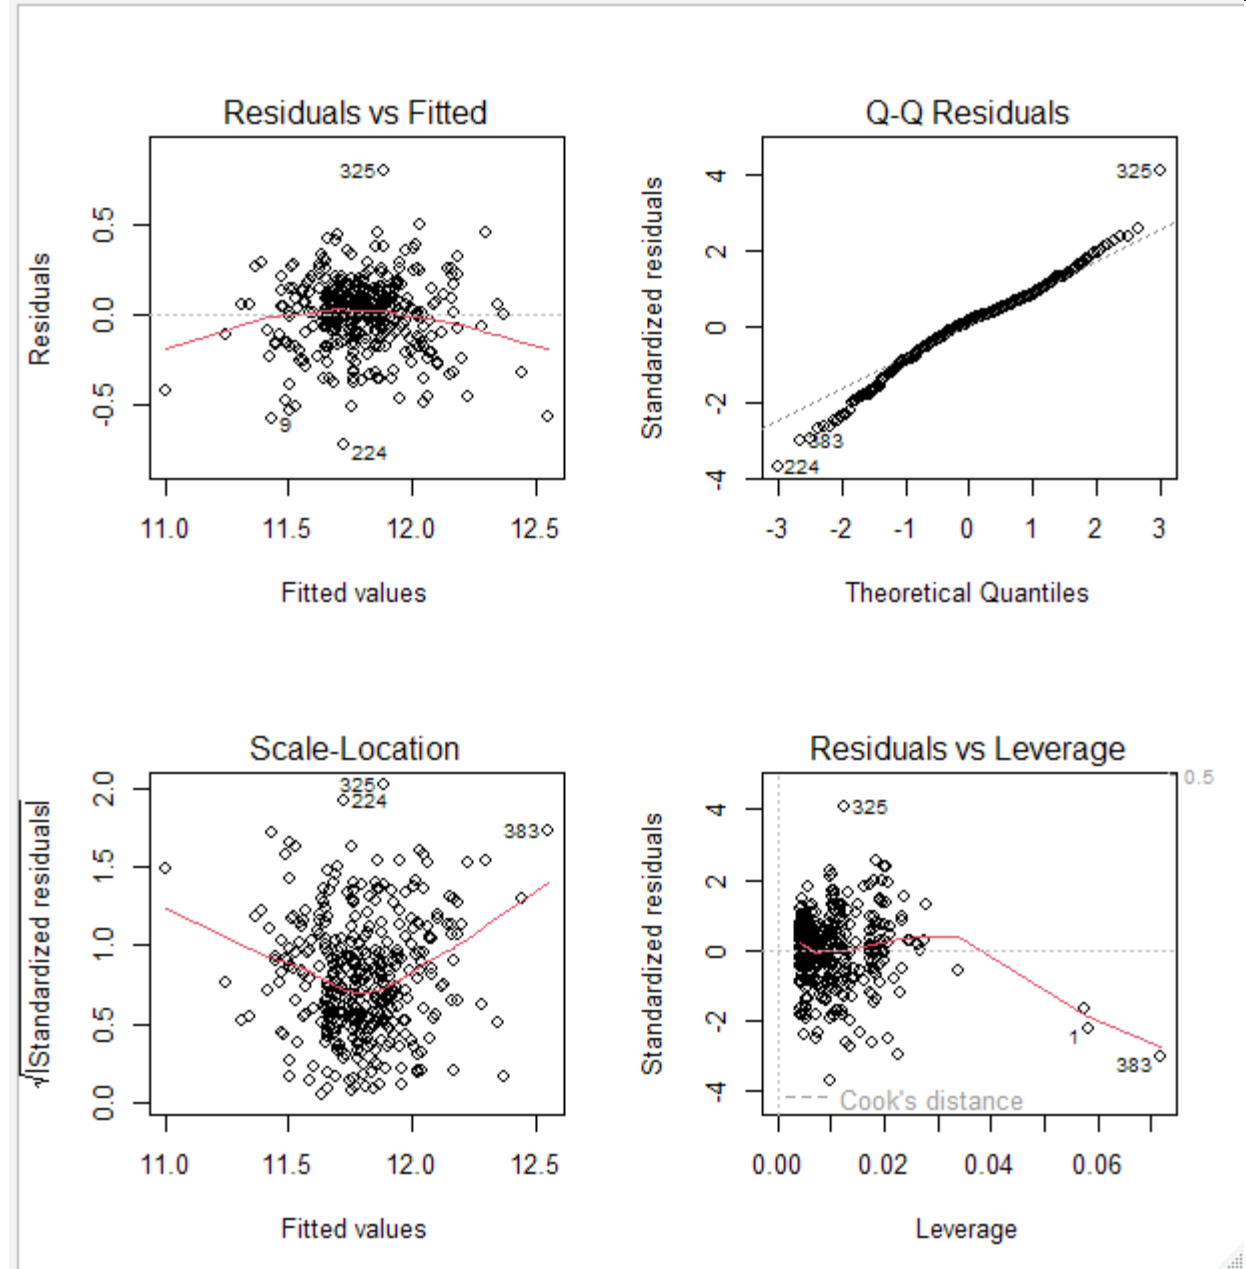 Residuals vs Fitted
325
9
224
0.5
0.0
-0.5
Residuals
11.0 11.5 12.0 12.5
Fitted values
Q-Q Residuals
325
383
224
4
2
0
-2
-4
Standardized residuals
-3 -2 -1 0 1 2 3
Theoretical Quantiles
Scale-Location
325
224
383
2.0
1.5
1.0
0.5
0.0
√|Standardized residuals|
11.0 11.5 12.0 12.5
Fitted values
Residuals vs Leverage
0.5
325
1
383
Cook's distance
4
2
0
-2
-4
Standardized residuals
0.00 0.02 0.04 0.06
Leverage